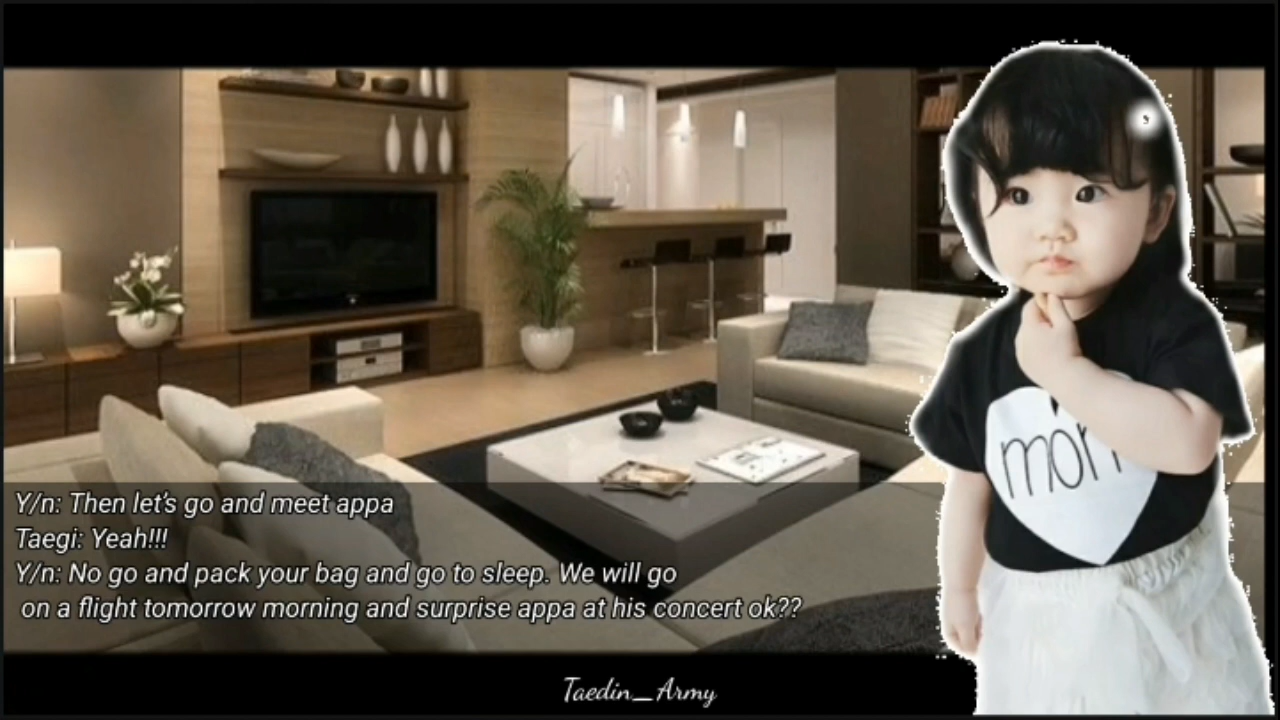 Y/n: Then let's go and meet appa
Taegi: Yeah!!!
Y/n: No go and pack your bag and go to sleep. We will go
on a flight tomorrow morning and surprise appa at his concert ok??
Taedin_Army